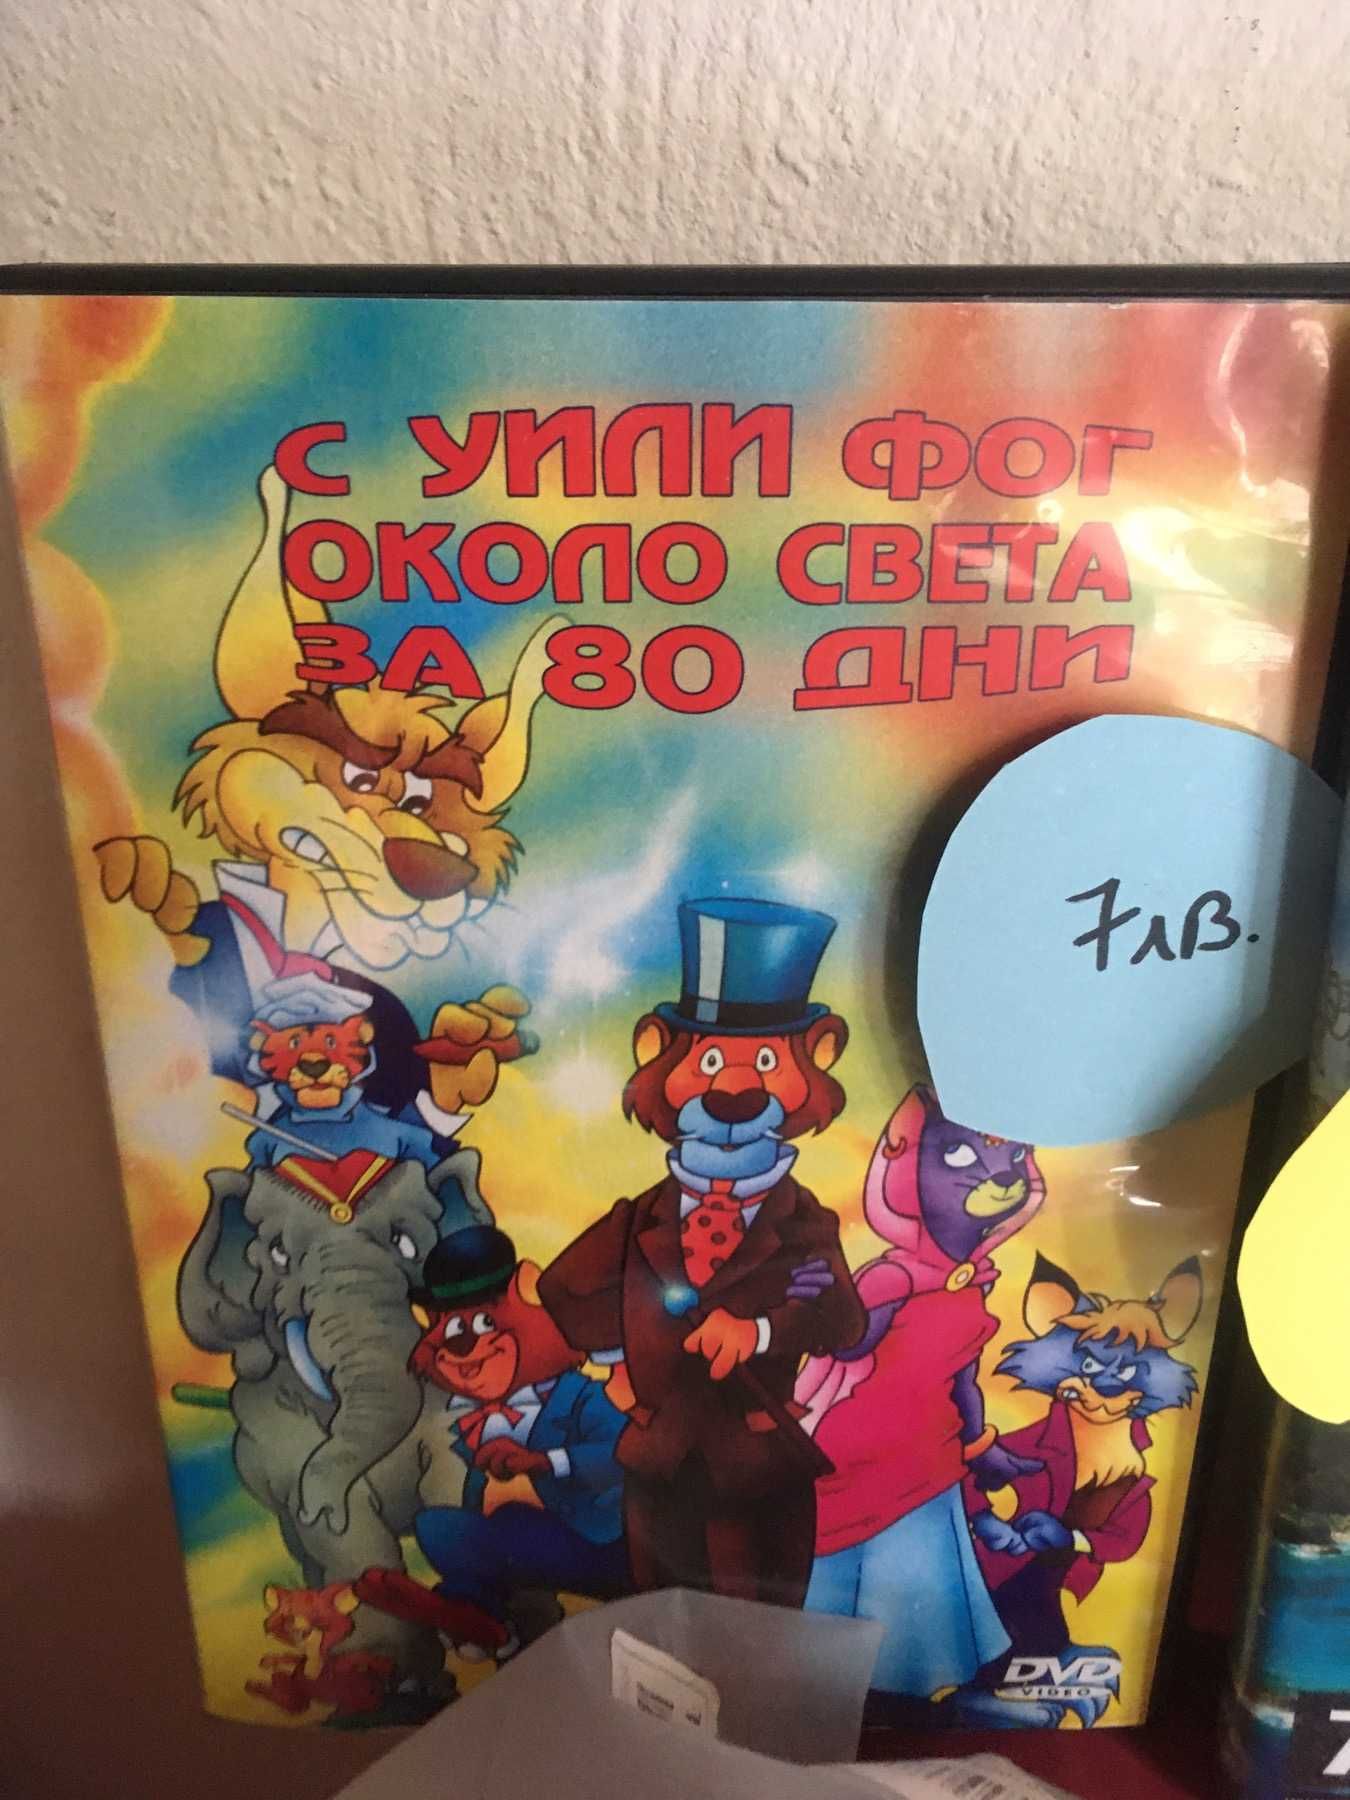 С УИЛИ ФОГ
ОКОЛО СВЕТА
ЗА 80 ДНИ
7лв.
DVD
VIDEO